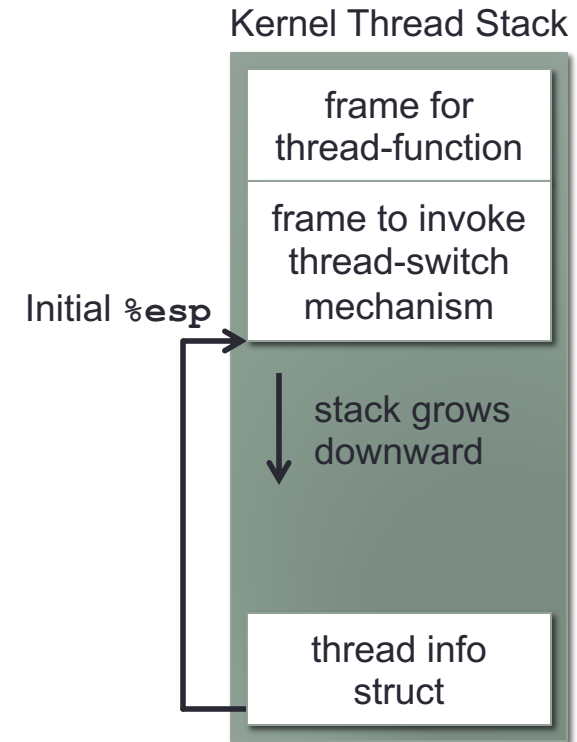 Kernel Thread Stack
frame for
thread-function
frame to invoke
thread-switch
mechanism
Initial %esp
stack grows
downward
thread info
struct